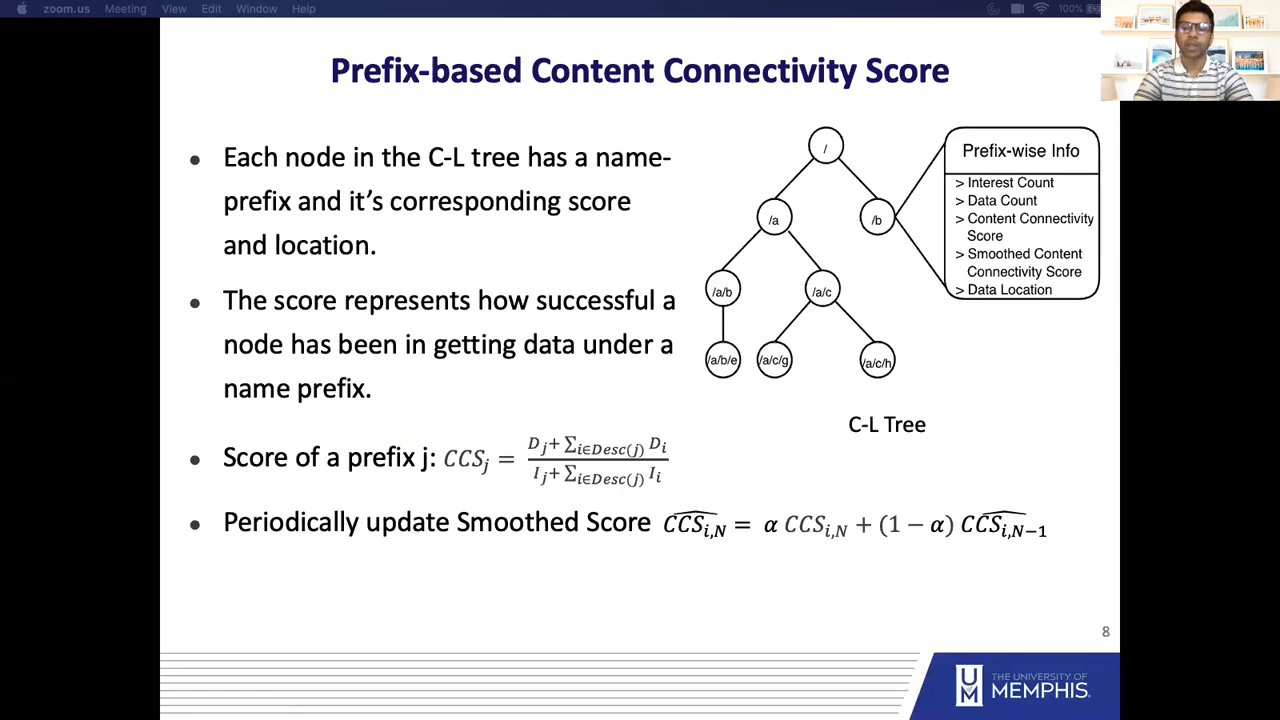 zoom.us Meeting View Edit Window Help 100%
Prefix-based Content Connectivity Score
• Each node in the C-L tree has a name-
prefix and it’s corresponding score
and location.
• The score represents how successful a
node has been in getting data under a
name prefix.
• Score of a prefix j: CCS_j = (D_j + ∑_{i∈Desc(j)} D_i) / (I_j + ∑_{i∈Desc(j)} I_i)
• Periodically update Smoothed Score \widehat{CCS}_{i,N} = α CCS_{i,N} + (1 − α) \widehat{CCS}_{i,N−1}
/
/a
/b
/a/b
/a/c
/a/b/e
/a/c/g
/a/c/h
Prefix-wise Info
> Interest Count
> Data Count
> Content Connectivity
Score
> Smoothed Content
Connectivity Score
> Data Location
C-L Tree
8
UM
THE UNIVERSITY OF
MEMPHIS.